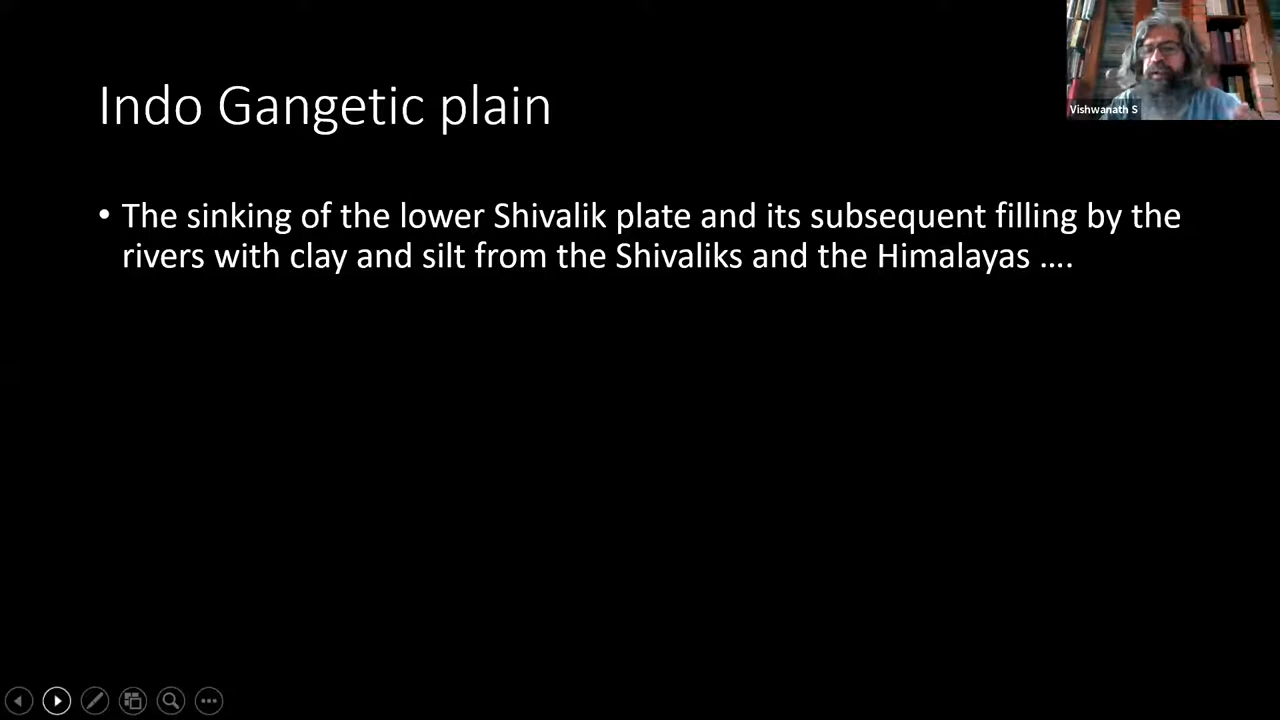 Indo Gangetic plain
Vishwanath S
• The sinking of the lower Shivalik plate and its subsequent filling by the
rivers with clay and silt from the Shivaliks and the Himalayas ....